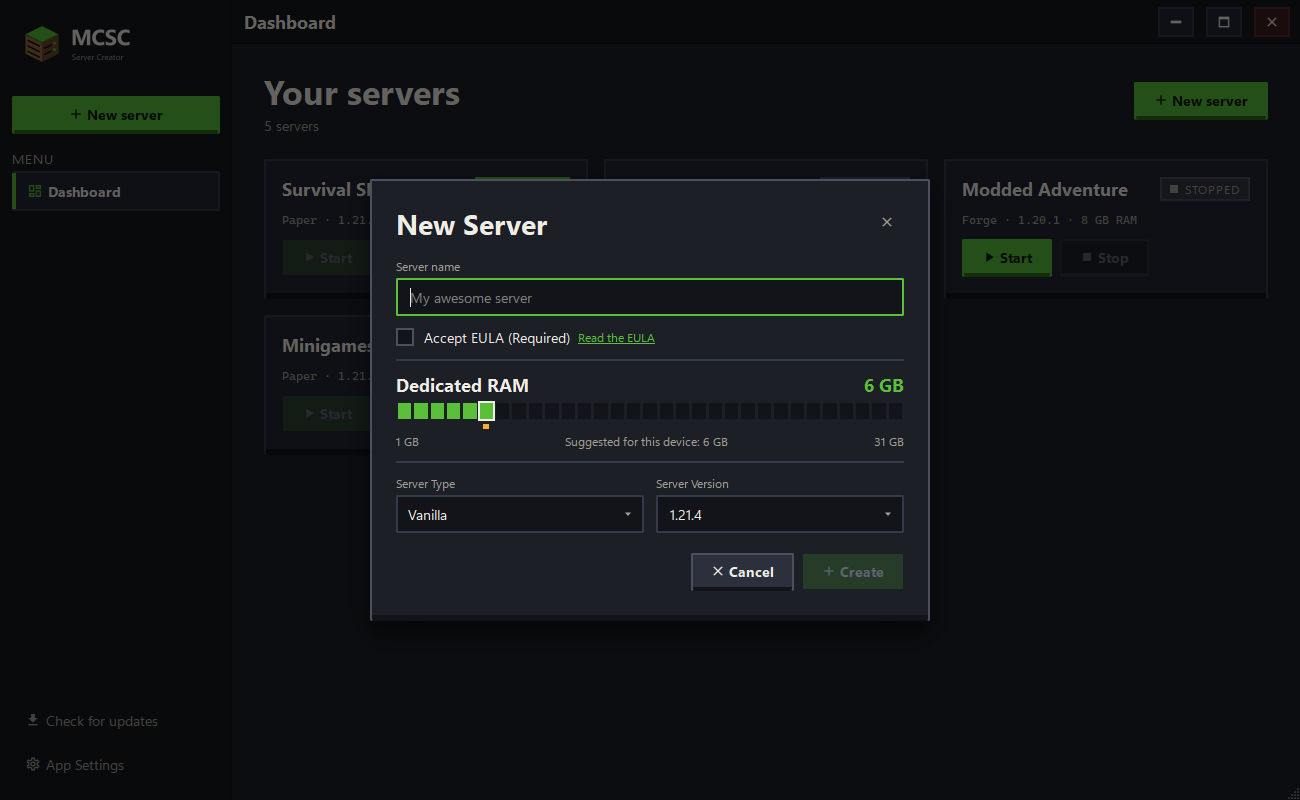 MCSC
Server Creator
Dashboard
+ New server
MENU
Dashboard
Check for updates
App Settings
Your servers
5 servers
+ New server
Survival
Paper · 1.21.
Start
Modded Adventure
STOPPED
Forge · 1.20.1 · 8 GB RAM
Start
Stop
Minigames
Paper · 1.21.
Start
New Server
Server name
My awesome server
Accept EULA (Required) Read the EULA
Dedicated RAM 6 GB
1 GB Suggested for this device: 6 GB 31 GB
Server Type Server Version
Vanilla 1.21.4
Cancel + Create